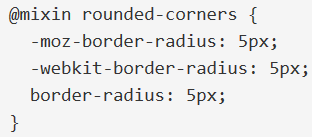 @mixin rounded-corners {
  -moz-border-radius: 5px;
  -webkit-border-radius: 5px;
  border-radius: 5px;
}